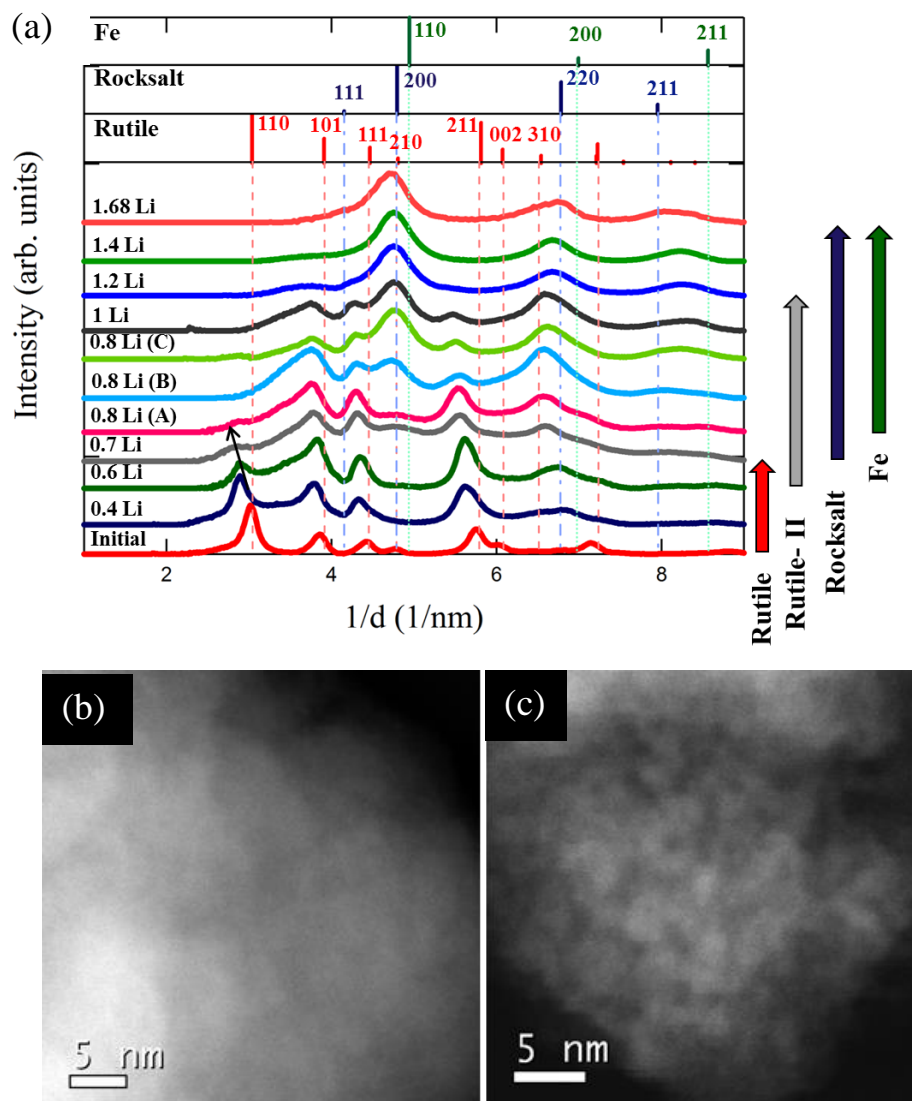 (a)
Fe
110
200
211
Rocksalt
111
200
220
211
Rutile
110
101
111
210
211
002
310
1.68 Li
1.4 Li
1.2 Li
1 Li
0.8 Li (C)
0.8 Li (B)
0.8 Li (A)
0.7 Li
0.6 Li
0.4 Li
Initial
Intensity (arb. units)
2 4 6 8
1/d (1/nm)
Rutile
Rutile- II
Rocksalt
Fe
(b)
5 nm
(c)
5 nm